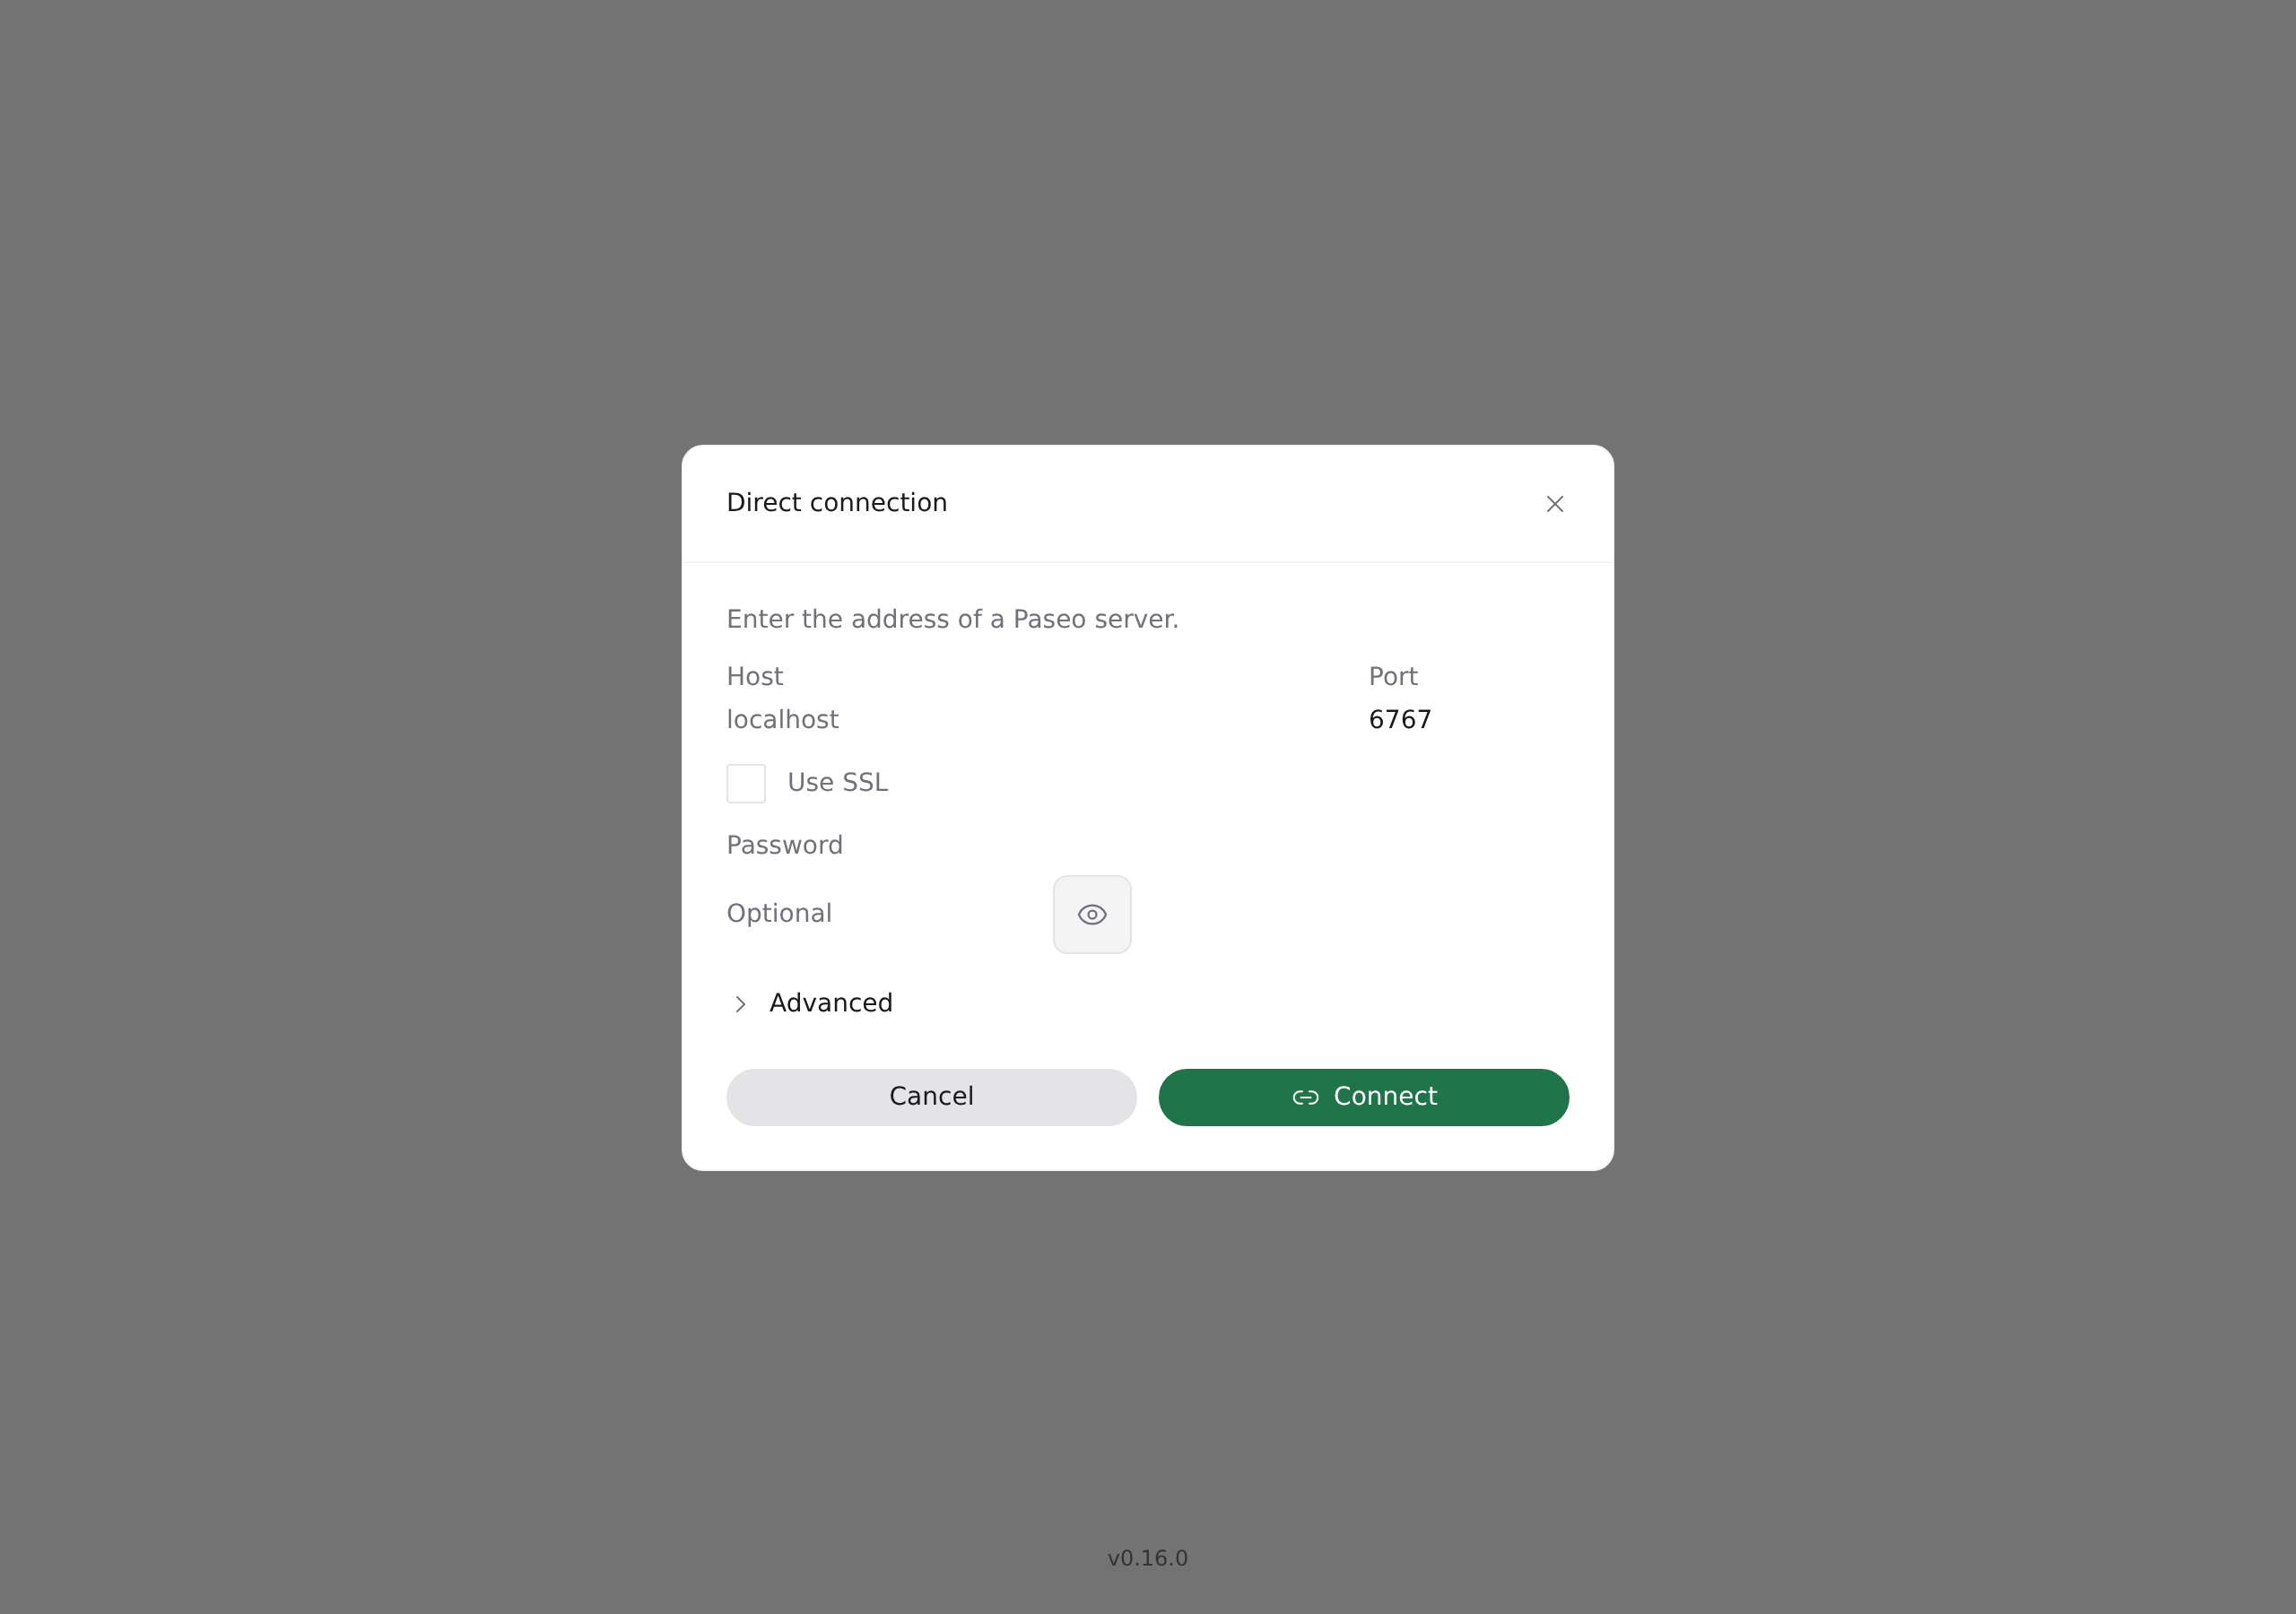 Direct connection
Enter the address of a Paseo server.
Host
Port
localhost
6767
Use SSL
Password
Optional
Advanced
Cancel
Connect
v0.16.0